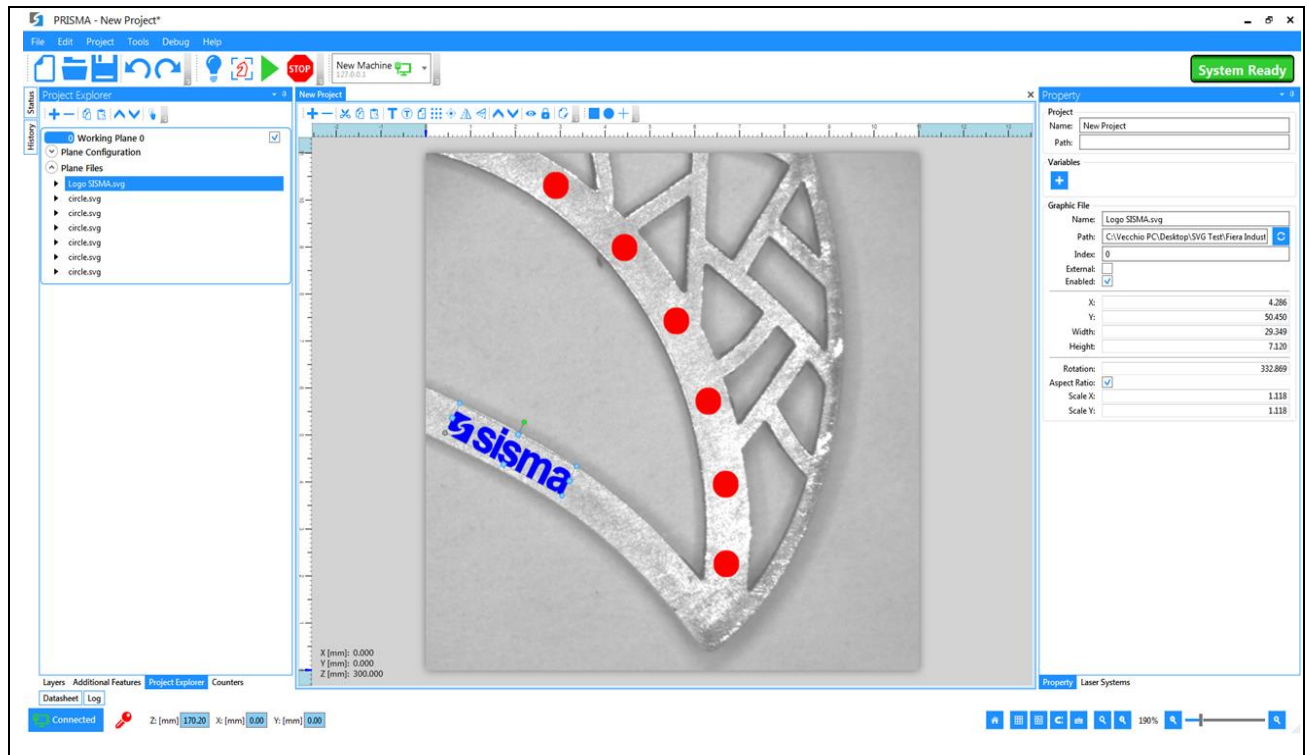 PRISMA - New Project*
File Edit Project Tools Debug Help
STOP
New Machine
127.0.0.1
System Ready
Status
History
Project Explorer
New Project
Property
0 Working Plane 0
Plane Configuration
Plane Files
Logo SISMA.svg
circle.svg
circle.svg
circle.svg
circle.svg
circle.svg
circle.svg
sisma
X [mm]: 0.000
Y [mm]: 0.000
Z [mm]: 300.000
Project
Name: New Project
Path:
Variables
Graphic File
Name: Logo SISMA.svg
Path: C:\Vecchio PC\Desktop\SVG Test\Fiera Indust
Index: 0
External:
Enabled:
X: 4.286
Y: 50.450
Width: 29.349
Height: 7.120
Rotation: 332.869
Aspect Ratio:
Scale X: 1.118
Scale Y: 1.118
Layers Additional Features Project Explorer Counters
Property Laser Systems
Datasheet Log
Connected
Z: [mm] 170.20 X: [mm] 0.00 Y: [mm] 0.00
190%